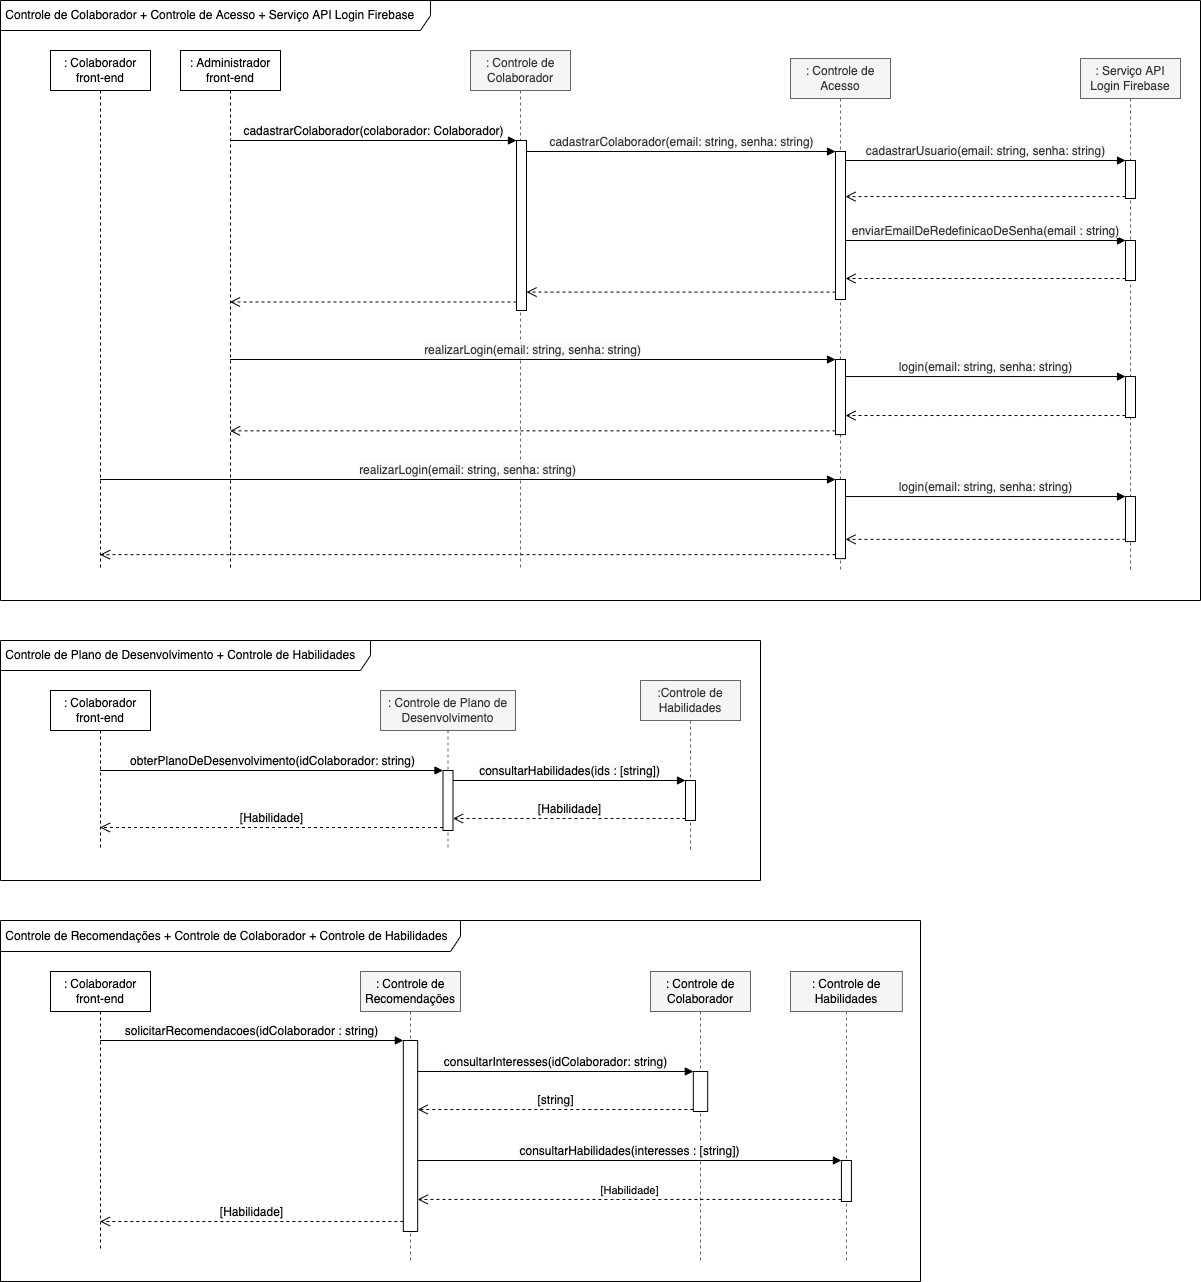 Controle de Colaborador + Controle de Acesso + Serviço API Login Firebase
: Colaborador
front-end
: Administrador
front-end
: Controle de
Colaborador
: Controle de
Acesso
: Serviço API
Login Firebase
cadastrarColaborador(colaborador: Colaborador)
cadastrarColaborador(email: string, senha: string)
cadastrarUsuario(email: string, senha: string)
enviarEmailDeRedefinicaoDeSenha(email : string)
realizarLogin(email: string, senha: string)
login(email: string, senha: string)
realizarLogin(email: string, senha: string)
login(email: string, senha: string)
Controle de Plano de Desenvolvimento + Controle de Habilidades
: Colaborador
front-end
: Controle de Plano de
Desenvolvimento
:Controle de
Habilidades
obterPlanoDeDesenvolvimento(idColaborador: string)
consultarHabilidades(ids : [string])
[Habilidade]
[Habilidade]
Controle de Recomendações + Controle de Colaborador + Controle de Habilidades
: Colaborador
front-end
: Controle de
Recomendações
: Controle de
Colaborador
: Controle de
Habilidades
solicitarRecomendacoes(idColaborador : string)
consultarInteresses(idColaborador: string)
[string]
consultarHabilidades(interesses : [string])
[Habilidade]
[Habilidade]